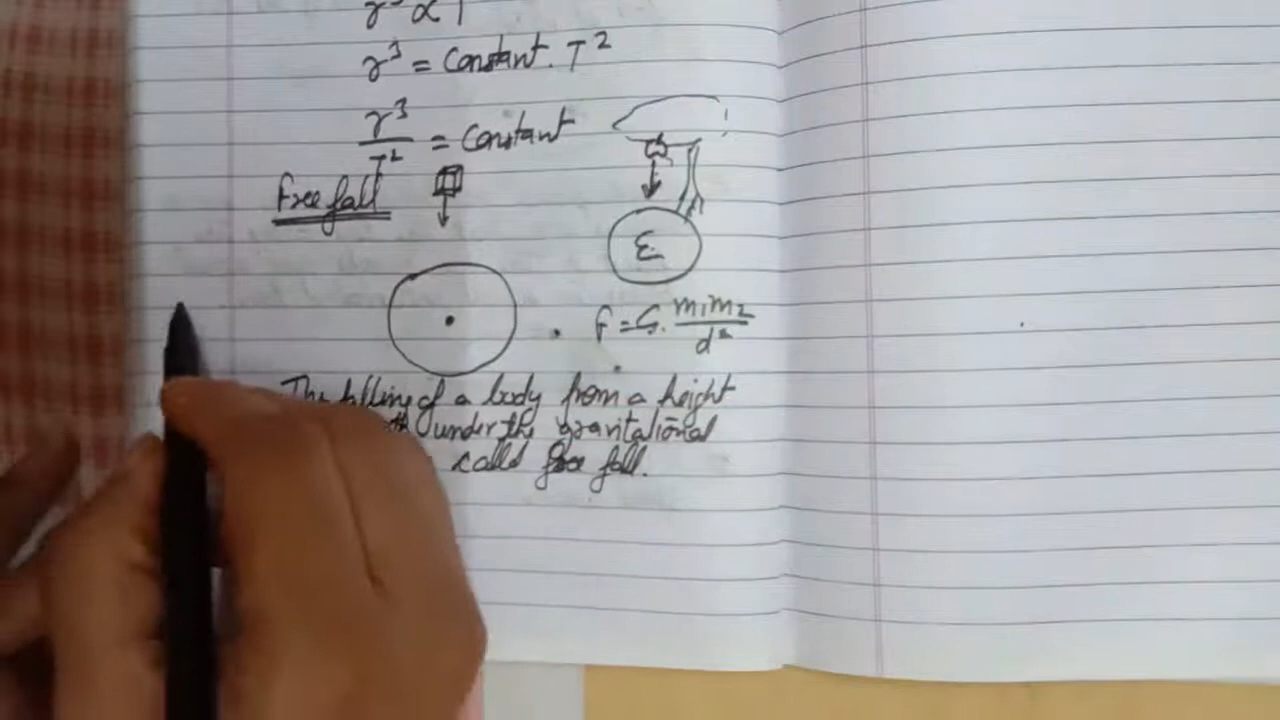 r³ ∝ T
r³ = Constant. T²
r³/T² = Constant
Free fall
E
F = G. m₁m₂/d²
The falling of a body from a height
under the gravitational
called free fall.